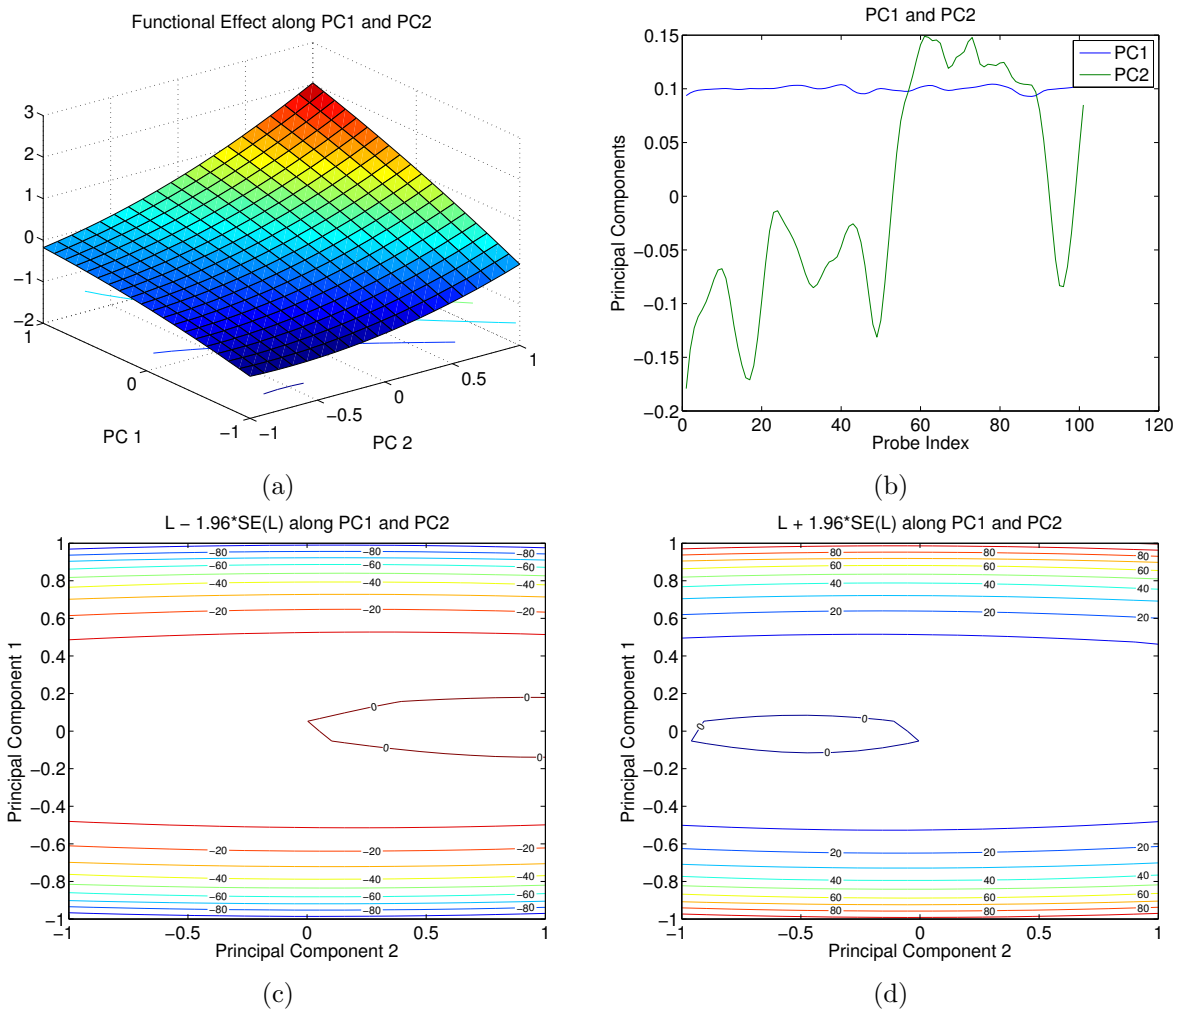 Functional Effect along PC1 and PC2
3
2
1
0
−1
−2
1
0
−1
PC 1
−1
−0.5
0
0.5
1
PC 2
(a)
PC1 and PC2
PC1
PC2
0.15
0.1
0.05
0
−0.05
−0.1
−0.15
−0.2
Principal Components
0 20 40 60 80 100 120
Probe Index
(b)
L − 1.96*SE(L) along PC1 and PC2
1
0.8
0.6
0.4
0.2
0
−0.2
−0.4
−0.6
−0.8
−1
Principal Component 1
−80 −80 −80
−60 −60 −60
−40 −40 −40
−20 −20 −20
0 0
0 0
−20 −20 −20
−40 −40 −40
−60 −60 −60
−80 −80 −80
−1 −0.5 0 0.5 1
Principal Component 2
(c)
L + 1.96*SE(L) along PC1 and PC2
1
0.8
0.6
0.4
0.2
0
−0.2
−0.4
−0.6
−0.8
−1
Principal Component 1
80 80 80
60 60 60
40 40 40
20 20 20
0 0
0
20 20 20
40 40 40
60 60 60
80 80 80
−1 −0.5 0 0.5 1
Principal Component 2
(d)